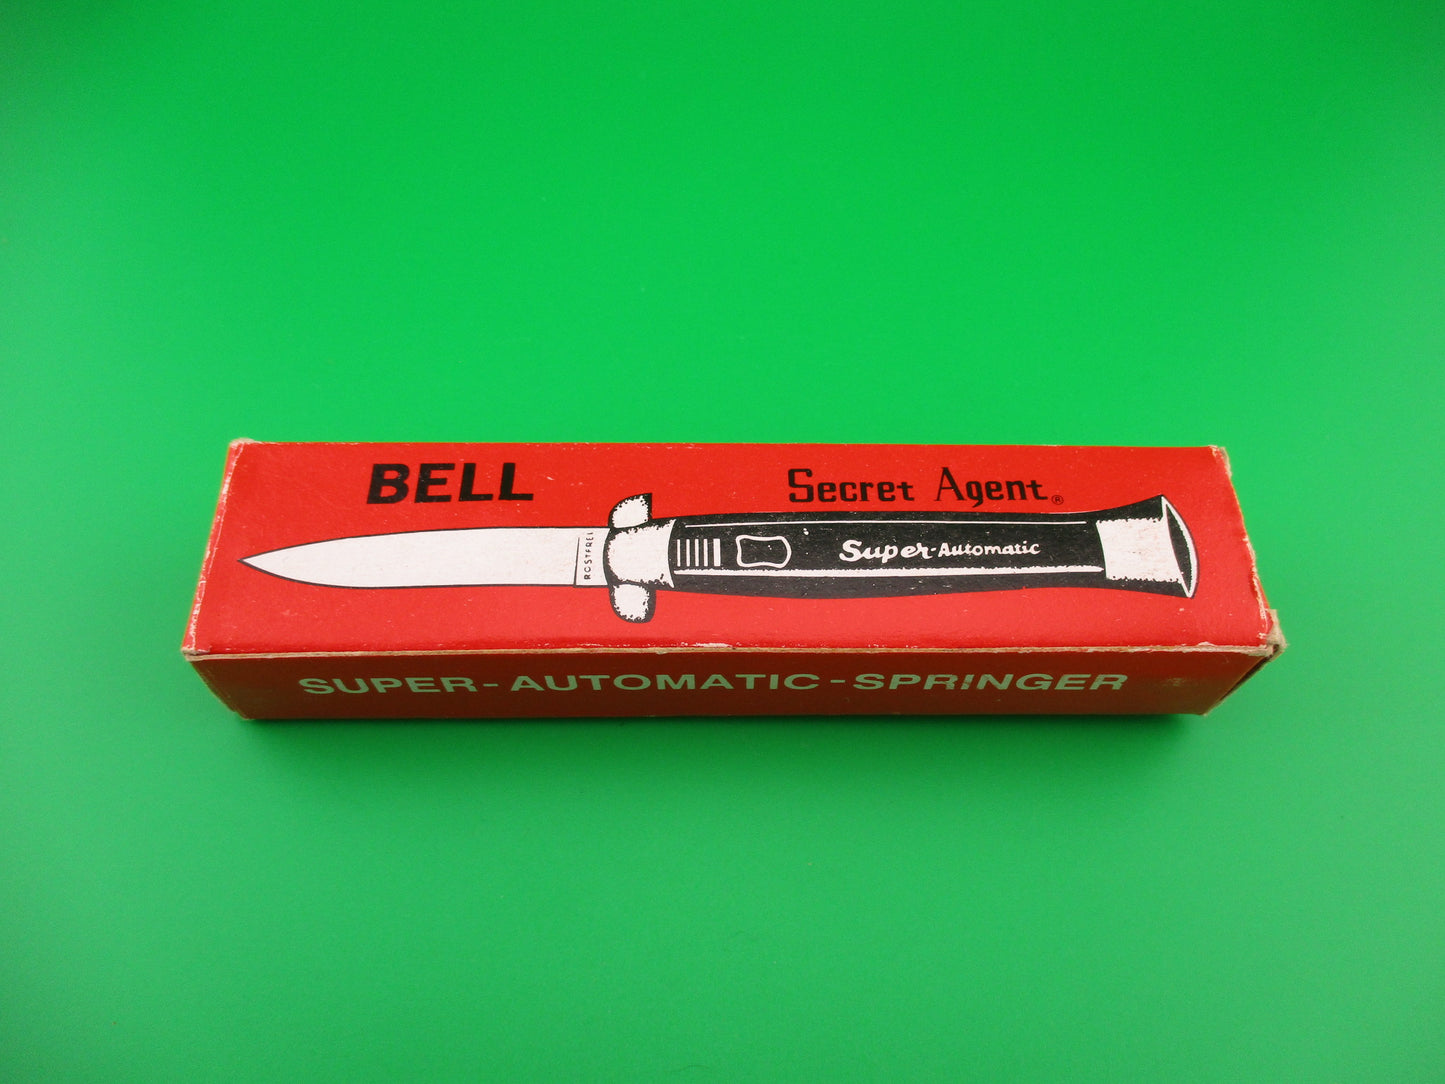 BELL
Secret Agent®
ROSTFREI
Super-Automatic
SUPER-AUTOMATIC-SPRINGER